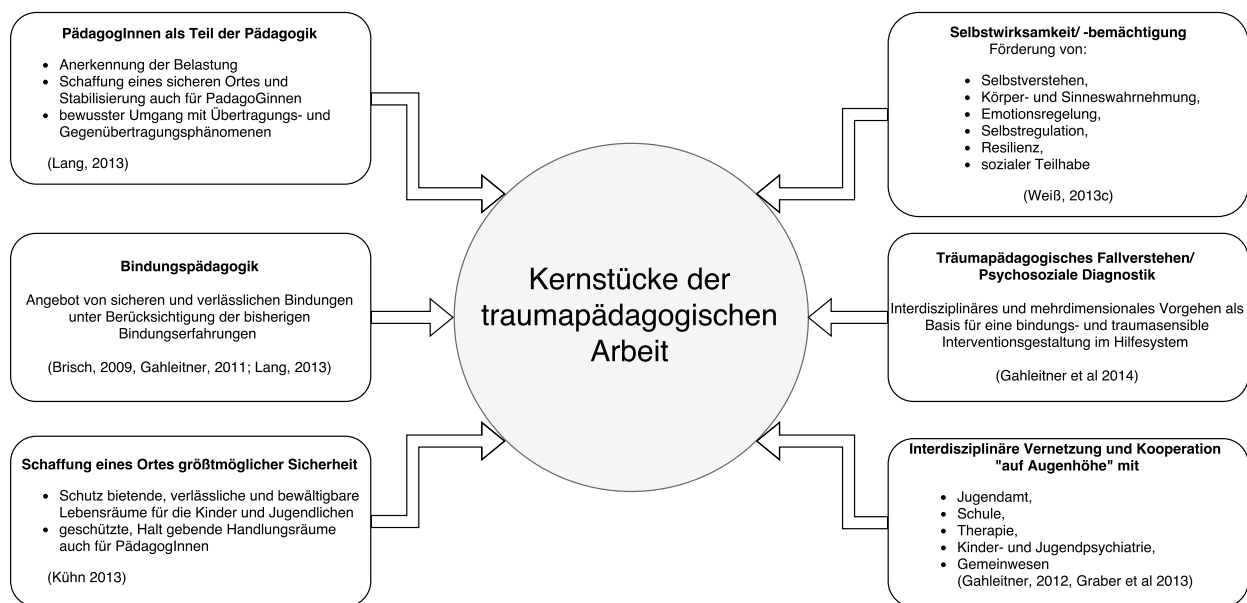 PädagogInnen als Teil der Pädagogik
• Anerkennung der Belastung
• Schaffung eines sicheren Ortes und
Stabilisierung auch für PadagoGinnen
• bewusster Umgang mit Übertragungs- und
Gegenübertragungsphänomenen
(Lang, 2013)
Bindungspädagogik
Angebot von sicheren und verlässlichen Bindungen
unter Berücksichtigung der bisherigen
Bindungserfahrungen
(Brisch, 2009, Gahleitner, 2011; Lang, 2013)
Schaffung eines Ortes größtmöglicher Sicherheit
• Schutz bietende, verlässliche und bewältigbare
Lebensräume für die Kinder und Jugendlichen
• geschützte, Halt gebende Handlungsräume
auch für PädagogInnen
(Kühn 2013)
Kernstücke der
traumapädagogischen
Arbeit
Selbstwirksamkeit/ -bemächtigung
Förderung von:
• Selbstverstehen,
• Körper- und Sinneswahrnehmung,
• Emotionsregelung,
• Selbstregulation,
• Resilienz,
• sozialer Teilhabe
(Weiß, 2013c)
Träumapädagogisches Fallverstehen/
Psychosoziale Diagnostik
Interdisziplinäres und mehrdimensionales Vorgehen als
Basis für eine bindungs- und traumasensible
Interventionsgestaltung im Hilfesystem
(Gahleitner et al 2014)
Interdisziplinäre Vernetzung und Kooperation
"auf Augenhöhe" mit
• Jugendamt,
• Schule,
• Therapie,
• Kinder- und Jugendpsychiatrie,
• Gemeinwesen
(Gahleitner, 2012, Graber et al 2013)